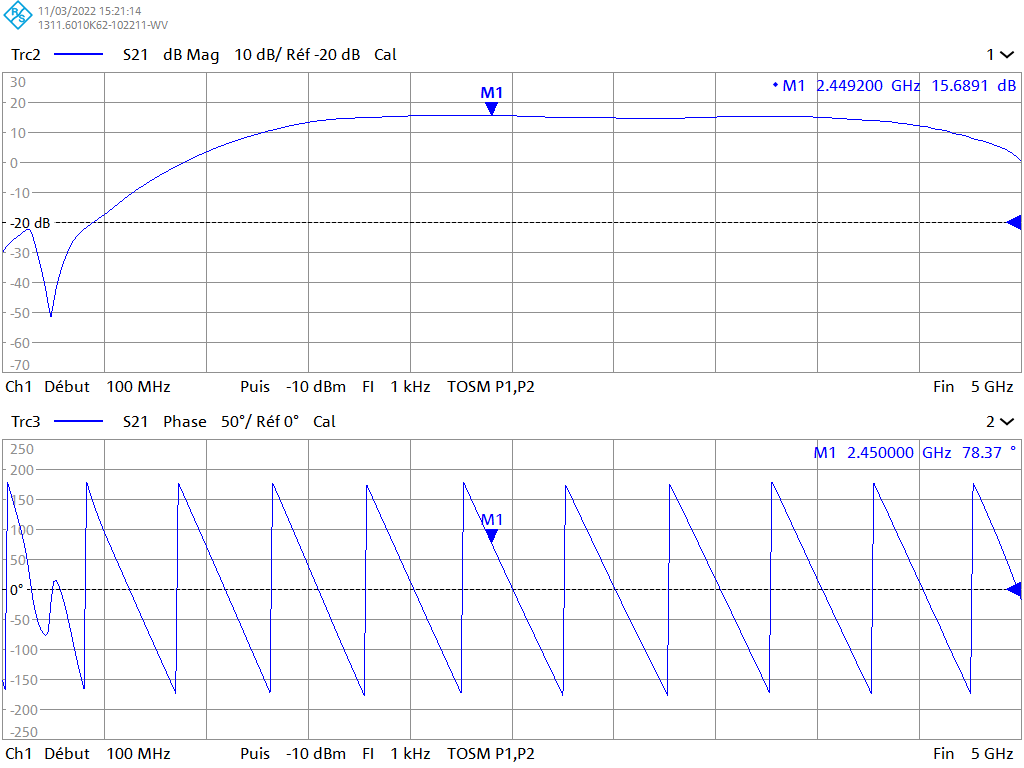 R S
11/03/2022 15:21:14
1311.6010K62-102211-WV
Trc2 S21 dB Mag 10 dB/ Réf -20 dB Cal 1
M1
M1 2.449200 GHz 15.6891 dB
30
20
10
0
-10
-20 dB
-30
-40
-50
-60
-70
Ch1 Début 100 MHz Puis -10 dBm FI 1 kHz TOSM P1,P2 Fin 5 GHz
Trc3 S21 Phase 50°/ Réf 0° Cal 2
M1 2.450000 GHz 78.37 °
250
200
150
M1
100
50
0°
-50
-100
-150
-200
-250
Ch1 Début 100 MHz Puis -10 dBm FI 1 kHz TOSM P1,P2 Fin 5 GHz